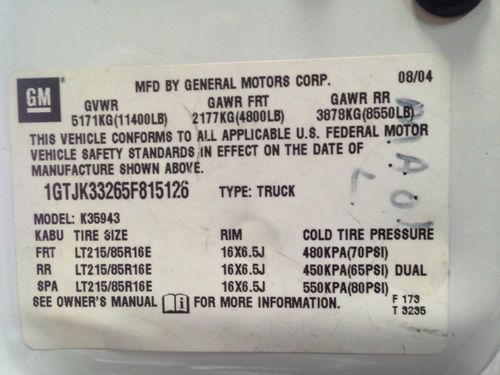 GM
MFD BY GENERAL MOTORS CORP. 08/04
GVWR GAWR FRT GAWR RR
5171KG(11400LB) 2177KG(4800LB) 3878KG(8550LB)
THIS VEHICLE CONFORMS TO ALL APPLICABLE U.S. FEDERAL MOTOR
VEHICLE SAFETY STANDARDS IN EFFECT ON THE DATE OF
MANUFACTURE SHOWN ABOVE.
1GTJK33265F815126 TYPE: TRUCK
MODEL: K35943
KABU TIRE SIZE RIM COLD TIRE PRESSURE
FRT LT215/85R16E 16X6.5J 480KPA(70PSI)
RR LT215/85R16E 16X6.5J 450KPA(65PSI) DUAL
SPA LT215/85R16E 16X6.5J 550KPA(80PSI)
SEE OWNER'S MANUAL FOR MORE INFORMATION. F 173
T 3235